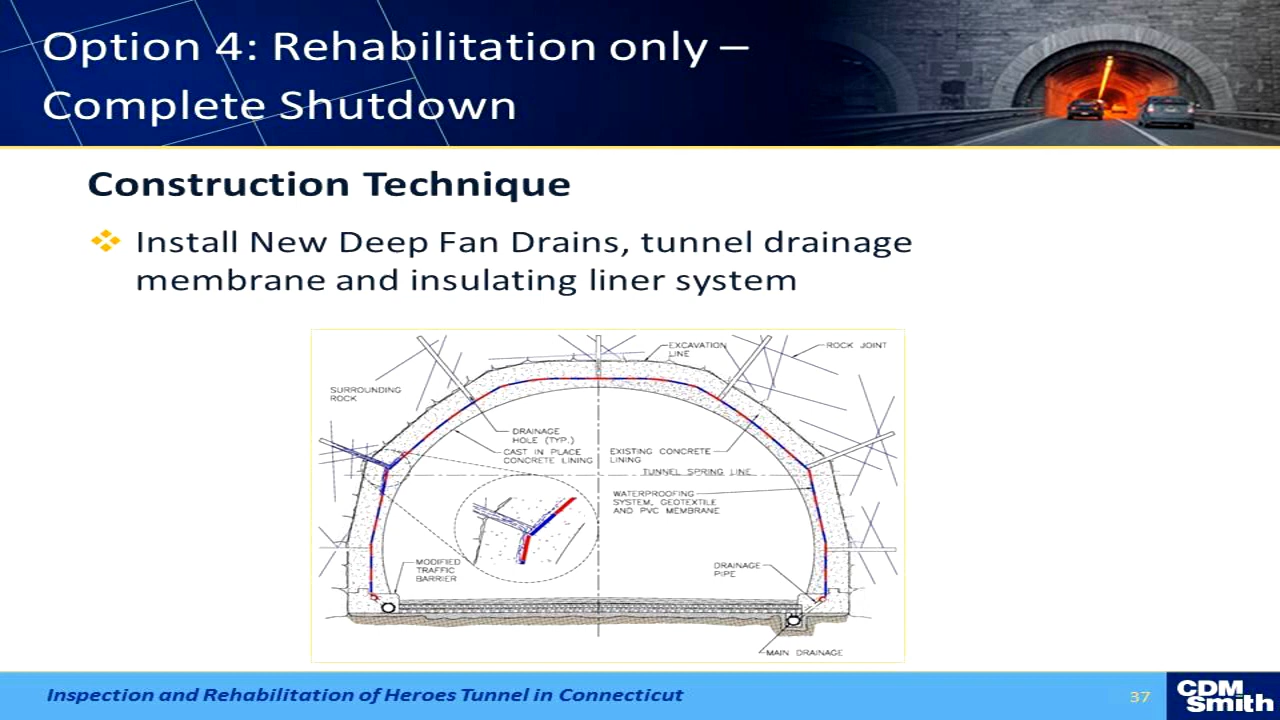 Option 4: Rehabilitation only –
Complete Shutdown
Construction Technique
Install New Deep Fan Drains, tunnel drainage
membrane and insulating liner system
EXCAVATION
LINE
ROCK JOINT
SURROUNDING
ROCK
DRAINAGE
HOLE (TYP.)
CAST IN PLACE
CONCRETE LINING
EXISTING CONCRETE
LINING
TUNNEL SPRING LINE
WATERPROOFING
SYSTEM, GEOTEXTILE
AND PVC MEMBRANE
MODIFIED
TRAFFIC
BARRIER
DRAINAGE
PIPE
MAIN DRAINAGE
Inspection and Rehabilitation of Heroes Tunnel in Connecticut
37
CDM
Smith